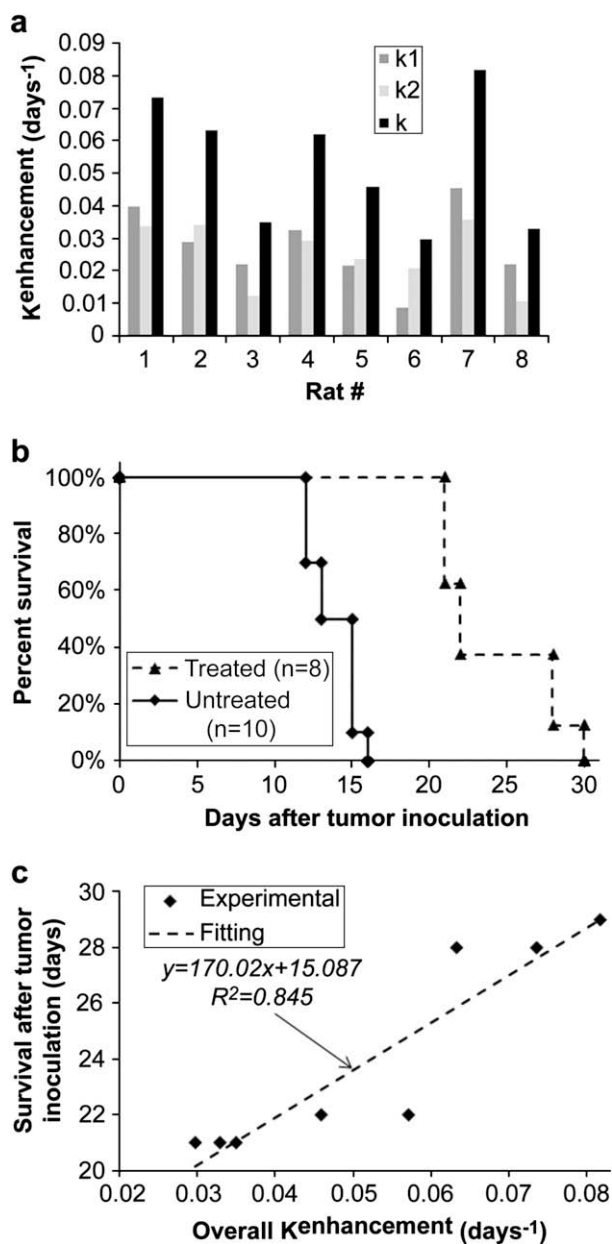 a
Kenhancement (days-1)
0.09
0.08
0.07
0.06
0.05
0.04
0.03
0.02
0.01
0
k1
k2
k
1 2 3 4 5 6 7 8
Rat #
b
Percent survival
100%
80%
60%
40%
20%
0%
Treated (n=8)
Untreated
(n=10)
0 5 10 15 20 25 30
Days after tumor inoculation
c
Survival after tumor
inoculation (days)
30
28
26
24
22
20
Experimental
Fitting
y=170.02x+15.087
R2=0.845
0.02 0.03 0.04 0.05 0.06 0.07 0.08
Overall Kenhancement (days-1)